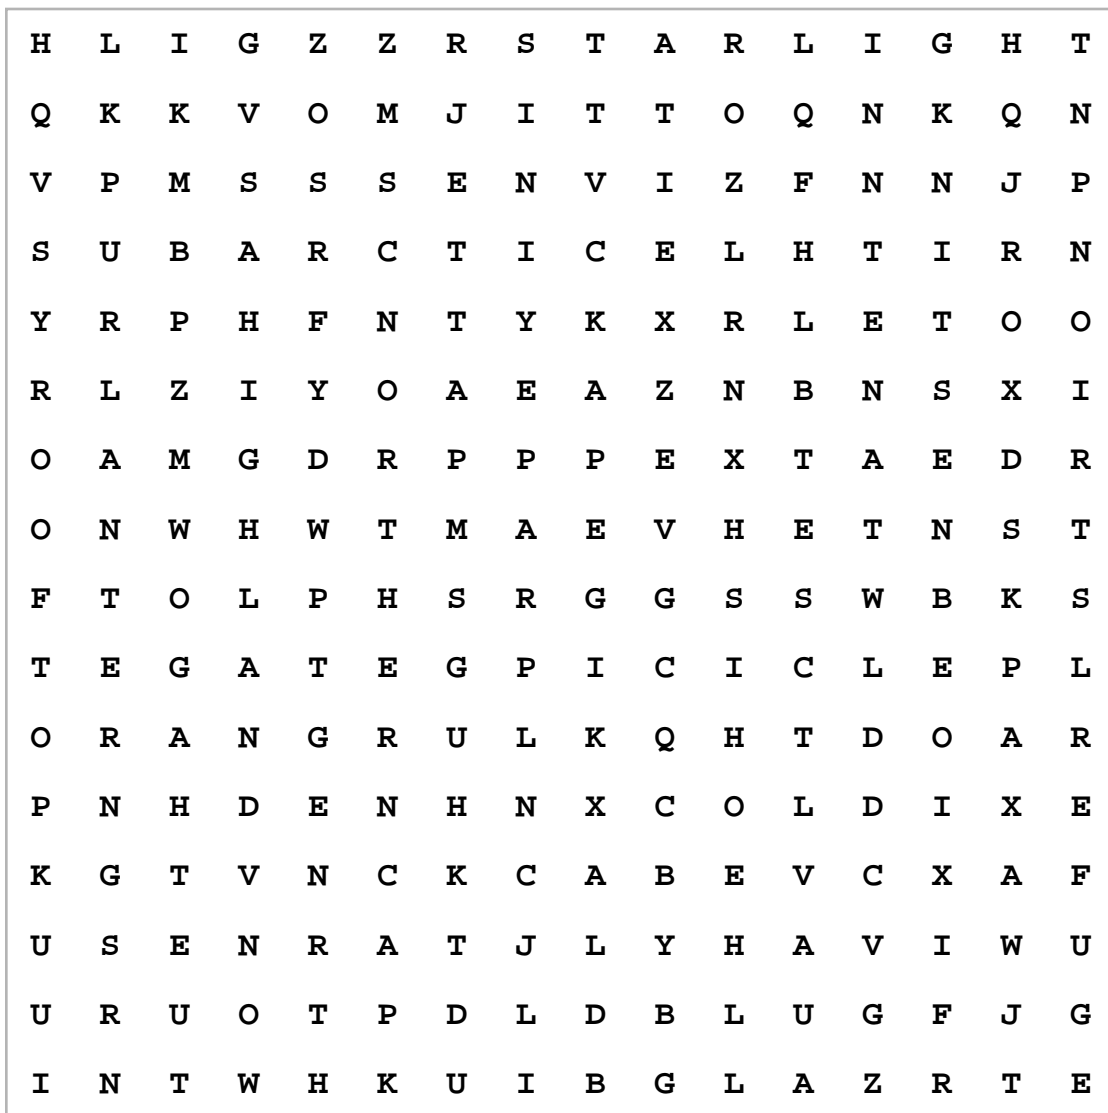 H L I G Z Z R S T A R L I G H T
Q K K V O M J I T T O Q N K Q N
V P M S S S E N V I Z F N N J P
S U B A R C T I C E L H T I R N
Y R P H F N T Y K X R L E T O O
R L Z I Y O A E A Z N B N S X I
O A M G D R P P P E X T A E D R
O N W H W T M A E V H E T N S T
F T O L P H S R G G S S W B K S
T E G A T E G P I C I C L E P L
O R A N G R U L K Q H T D O A R
P N H D E N H N X C O L D I X E
K G T V N C K C A B E V C X A F
U S E N R A T J L Y H A V I W U
U R U O T P D L D B L U G F J G
I N T W H K U I B G L A Z R T E